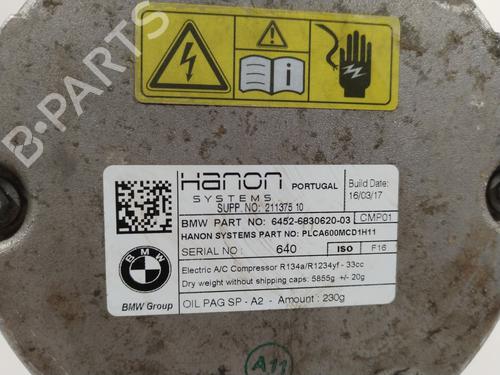 Hanon
SYSTEMS
PORTUGAL
Build Date:
16/03/17
SUPP. NO: 211375 10
BMW PART NO: 6452-6830620-03
CMP01
HANON SYSTEMS PART NO: PLCA600MCD1H11
SERIAL NO: 640
ISO
F16
Electric A/C Compressor R134a/R1234yf - 33cc
Dry weight without shipping caps: 5855g +/- 20g
OIL PAG SP - A2 - Amount : 230g
BMW
BMW Group
A11
B-PARTS